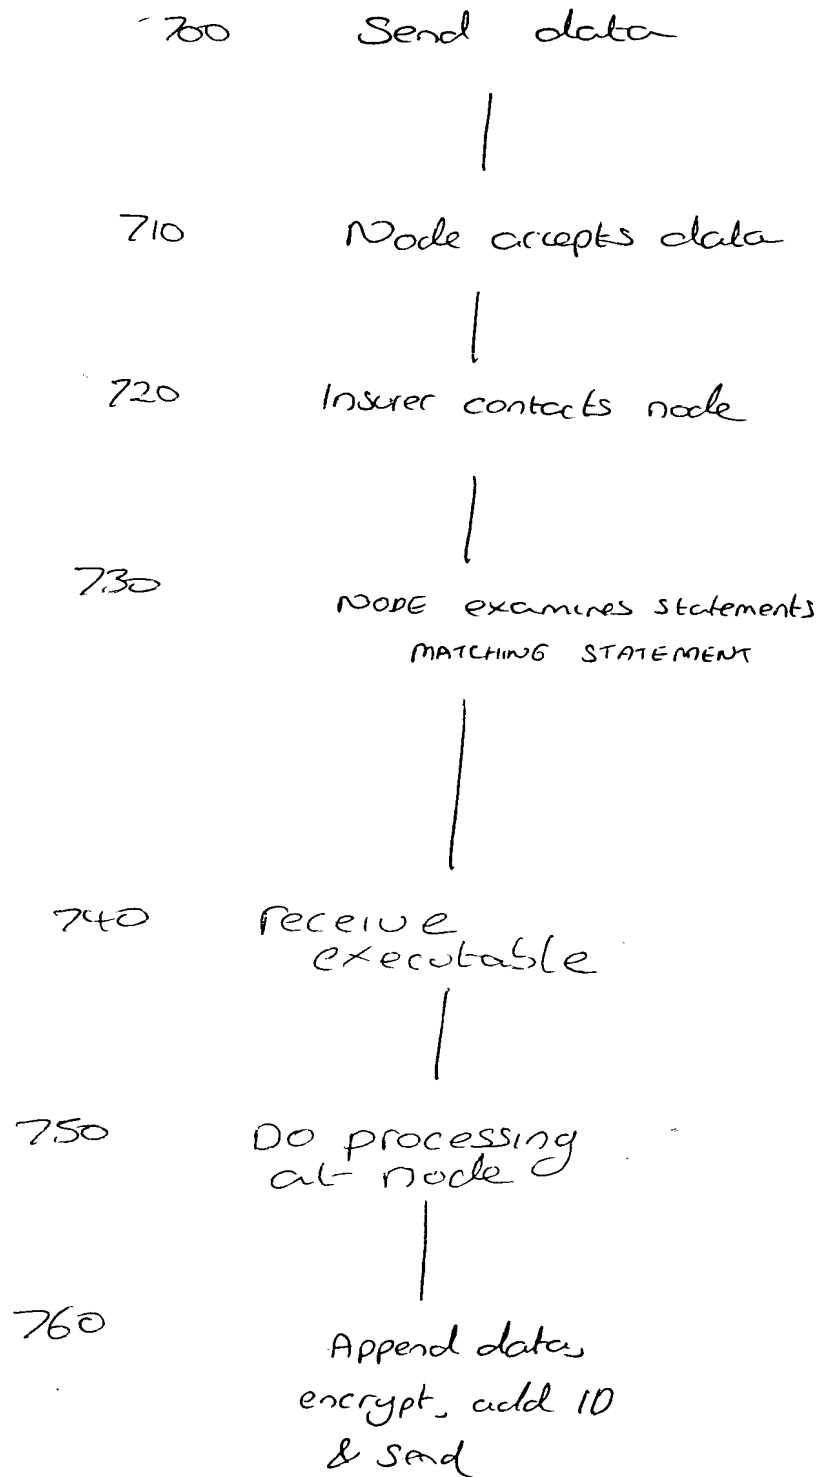 700 Send data
710 Node accepts data
720 Insurer contacts node
730 NODE examines statements
MATCHING STATEMENT
740 receive
executable
750 Do processing
at node
760 Append data,
encrypt, add ID
& send